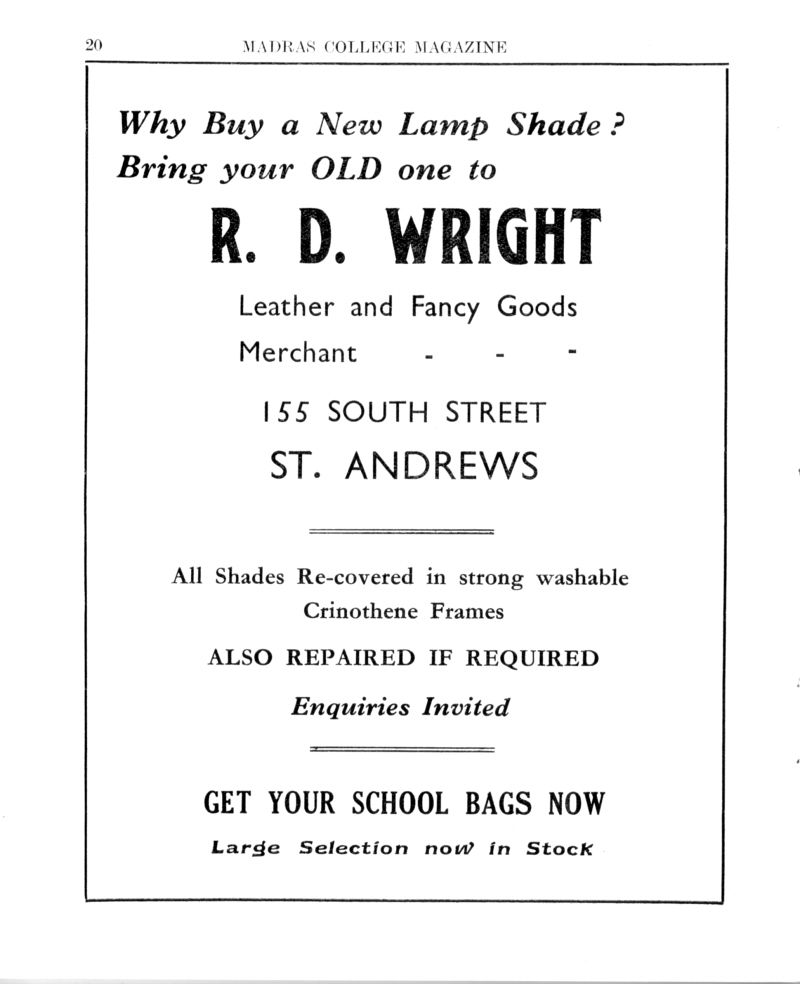 20 MADRAS COLLEGE MAGAZINE
Why Buy a New Lamp Shade ?
Bring your OLD one to
R. D. WRIGHT
Leather and Fancy Goods
Merchant - - -
155 SOUTH STREET
ST. ANDREWS
All Shades Re-covered in strong washable
Crinothene Frames
ALSO REPAIRED IF REQUIRED
Enquiries Invited
GET YOUR SCHOOL BAGS NOW
Large Selection now in Stock